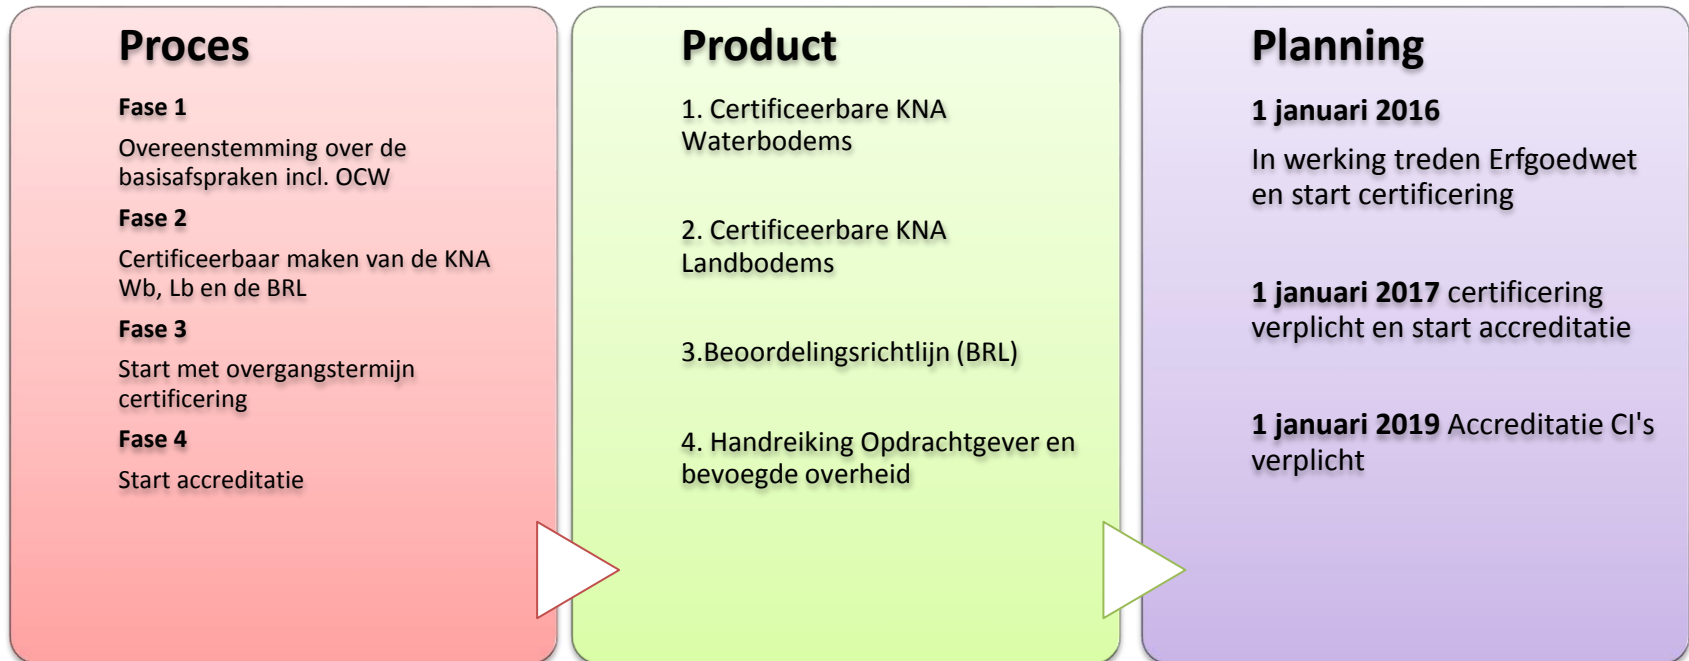 Proces
Fase 1
Overeenstemming over de
basisafspraken incl. OCW
Fase 2
Certificeerbaar maken van de KNA
Wb, Lb en de BRL
Fase 3
Start met overgangstermijn
certificering
Fase 4
Start accreditatie
Product
1. Certificeerbare KNA
Waterbodems
2. Certificeerbare KNA
Landbodems
3.Beoordelingsrichtlijn (BRL)
4. Handreiking Opdrachtgever en
bevoegde overheid
Planning
1 januari 2016
In werking treden Erfgoedwet
en start certificering
1 januari 2017 certificering
verplicht en start accreditatie
1 januari 2019 Accreditatie CI's
verplicht